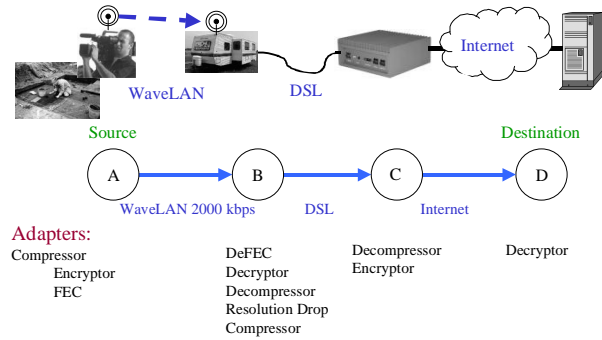 Internet
WaveLAN
DSL
Source
Destination
A
B
C
D
WaveLAN 2000 kbps
DSL
Internet
Adapters:
Compressor
Encryptor
FEC
DeFEC
Decryptor
Decompressor
Resolution Drop
Compressor
Decompressor
Encryptor
Decryptor